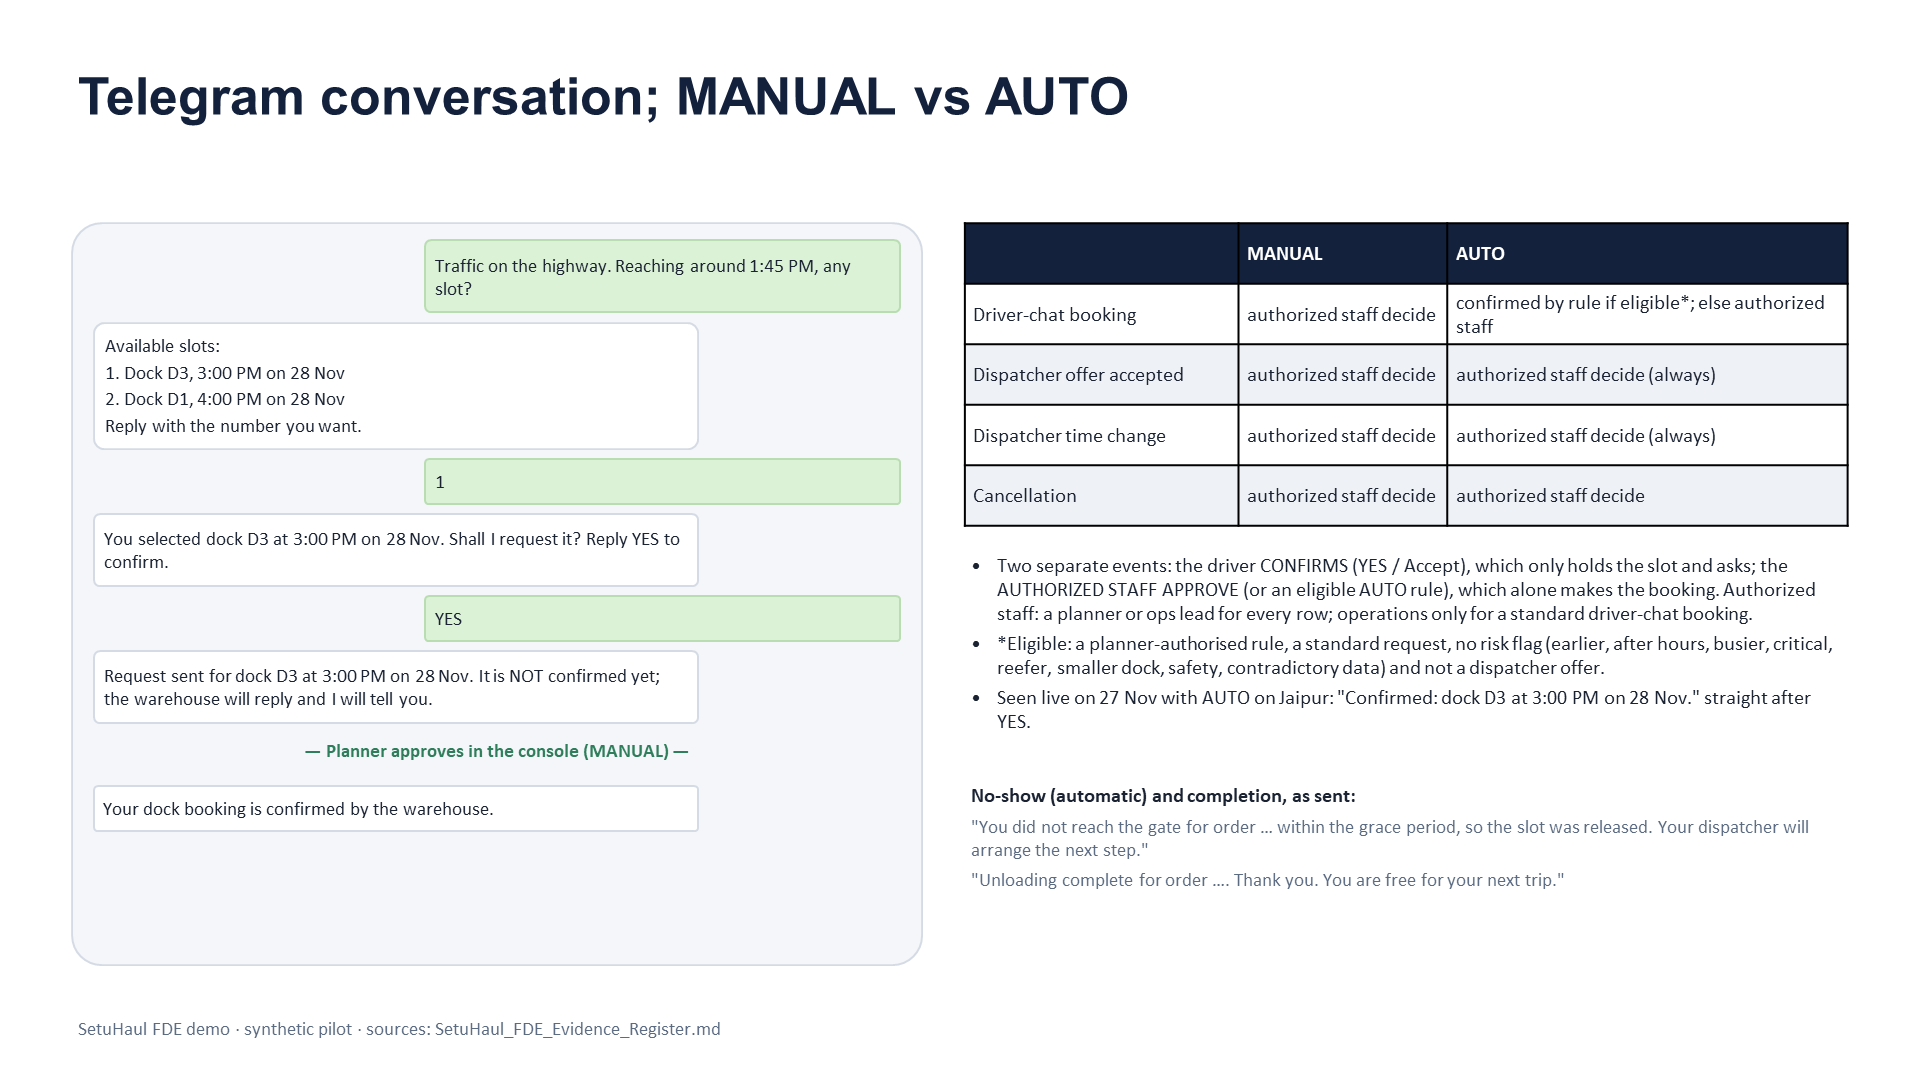 Telegram conversation; MANUAL vs AUTO
Traffic on the highway. Reaching around 1:45 PM, any
slot?
Available slots:
1. Dock D3, 3:00 PM on 28 Nov
2. Dock D1, 4:00 PM on 28 Nov
Reply with the number you want.
1
You selected dock D3 at 3:00 PM on 28 Nov. Shall I request it? Reply YES to
confirm.
YES
Request sent for dock D3 at 3:00 PM on 28 Nov. It is NOT confirmed yet;
the warehouse will reply and I will tell you.
— Planner approves in the console (MANUAL) —
Your dock booking is confirmed by the warehouse.
MANUAL AUTO
Driver-chat booking authorized staff decide confirmed by rule if eligible*; else authorized
staff
Dispatcher offer accepted authorized staff decide authorized staff decide (always)
Dispatcher time change authorized staff decide authorized staff decide (always)
Cancellation authorized staff decide authorized staff decide
• Two separate events: the driver CONFIRMS (YES / Accept), which only holds the slot and asks; the
AUTHORIZED STAFF APPROVE (or an eligible AUTO rule), which alone makes the booking. Authorized
staff: a planner or ops lead for every row; operations only for a standard driver-chat booking.
• *Eligible: a planner-authorised rule, a standard request, no risk flag (earlier, after hours, busier, critical,
reefer, smaller dock, safety, contradictory data) and not a dispatcher offer.
• Seen live on 27 Nov with AUTO on Jaipur: "Confirmed: dock D3 at 3:00 PM on 28 Nov." straight after
YES.
No-show (automatic) and completion, as sent:
"You did not reach the gate for order … within the grace period, so the slot was released. Your dispatcher will
arrange the next step."
"Unloading complete for order …. Thank you. You are free for your next trip."
SetuHaul FDE demo · synthetic pilot · sources: SetuHaul_FDE_Evidence_Register.md